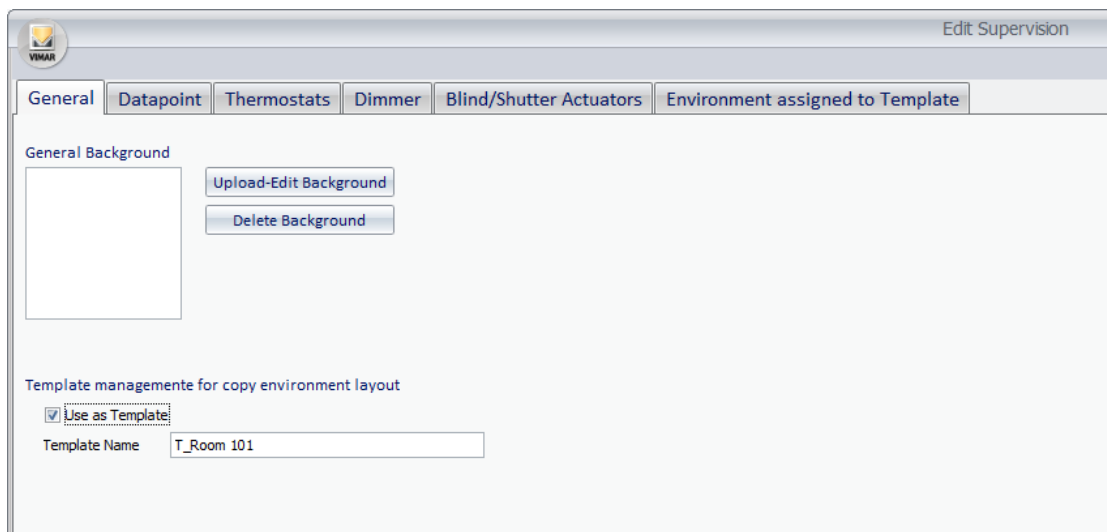 Edit Supervision
VIMAR
General Datapoint Thermostats Dimmer Blind/Shutter Actuators Environment assigned to Template
General Background
Upload-Edit Background
Delete Background
Template managemente for copy environment layout
Use as Template
Template Name T_Room 101